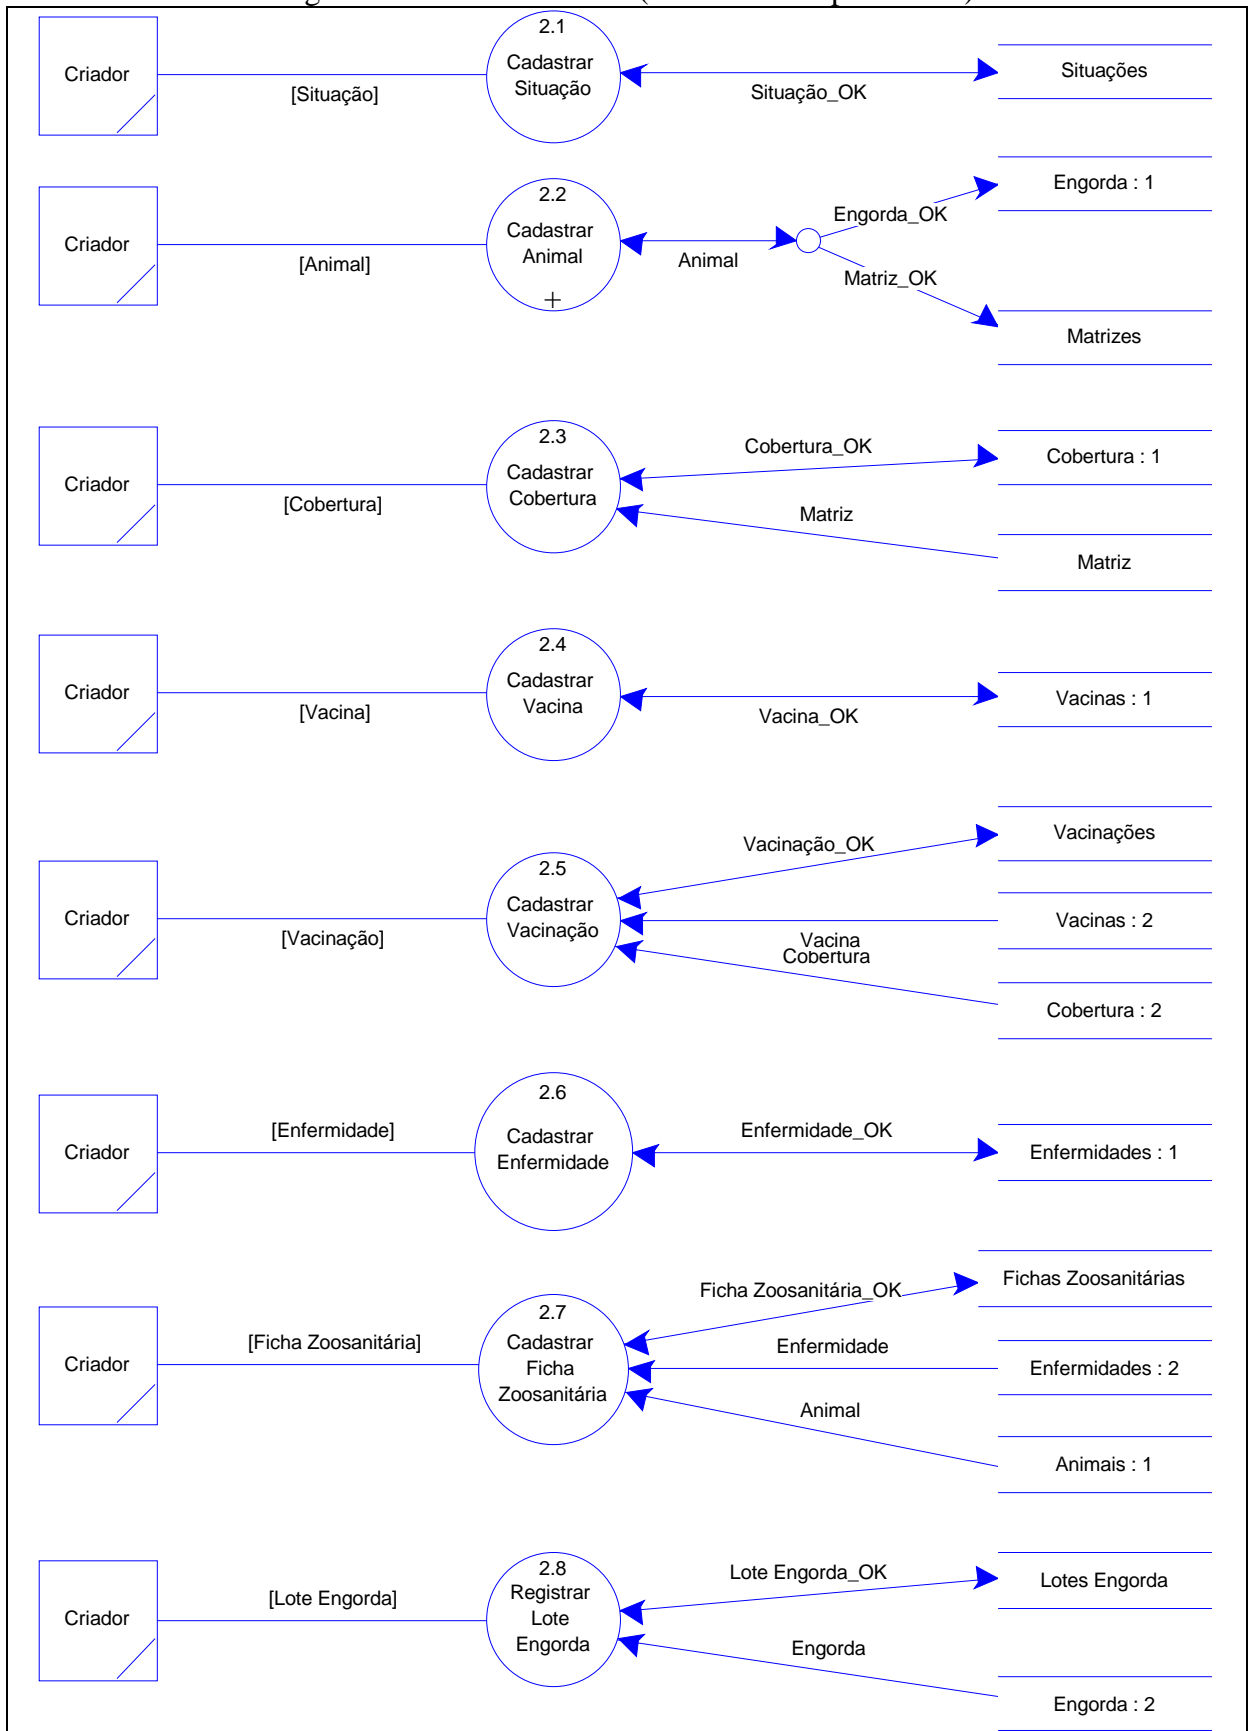 Criador
[Situação]
2.1
Cadastrar
Situação
Situação_OK
Situações
Criador
[Animal]
2.2
Cadastrar
Animal
+
Animal
Engorda_OK
Matriz_OK
Engorda : 1
Matrizes
Criador
[Cobertura]
2.3
Cadastrar
Cobertura
Cobertura_OK
Matriz
Cobertura : 1
Matriz
Criador
[Vacina]
2.4
Cadastrar
Vacina
Vacina_OK
Vacinas : 1
Criador
[Vacinação]
2.5
Cadastrar
Vacinação
Vacinação_OK
Vacina
Cobertura
Vacinações
Vacinas : 2
Cobertura : 2
Criador
[Enfermidade]
2.6
Cadastrar
Enfermidade
Enfermidade_OK
Enfermidades : 1
Criador
[Ficha Zoosanitária]
2.7
Cadastrar
Ficha
Zoosanitária
Ficha Zoosanitária_OK
Enfermidade
Animal
Fichas Zoosanitárias
Enfermidades : 2
Animais : 1
Criador
[Lote Engorda]
2.8
Registrar
Lote
Engorda
Lote Engorda_OK
Engorda
Lotes Engorda
Engorda : 2